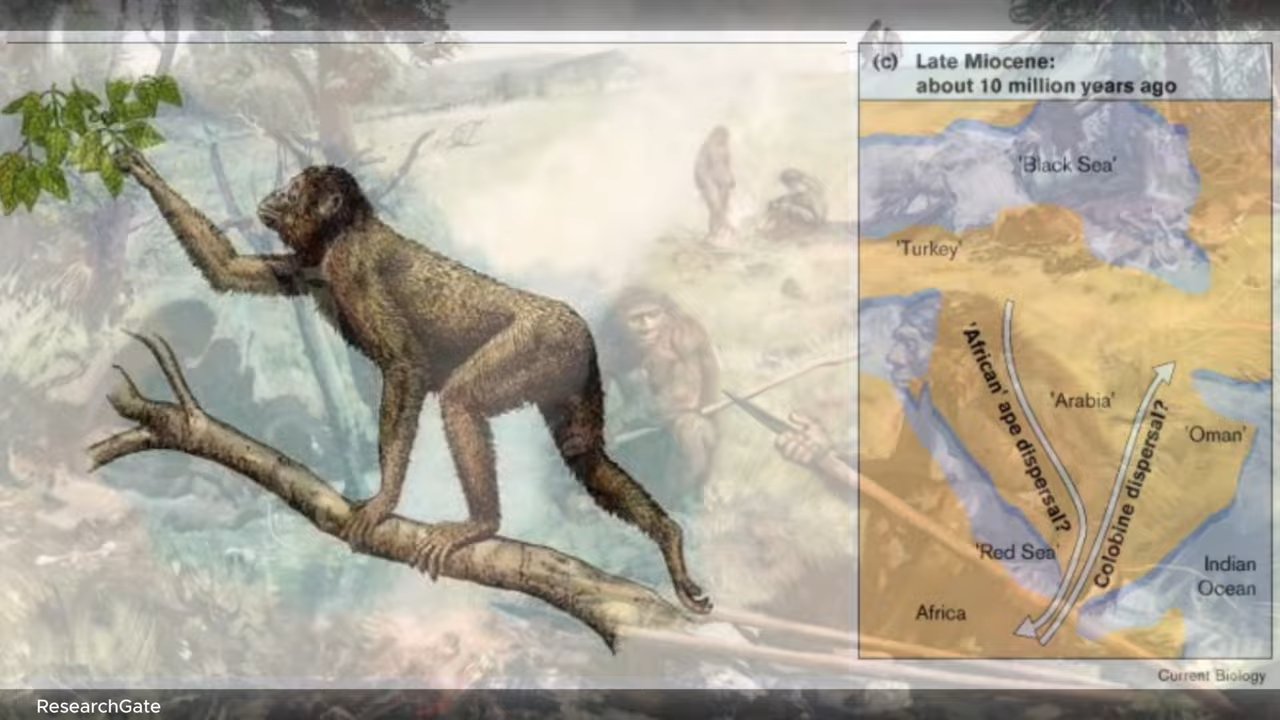 (c) Late Miocene:
about 10 million years ago
'Black Sea'
'Turkey'
'African' ape dispersal?
'Arabia'
Colobine dispersal?
'Oman'
'Red Sea'
Indian
Ocean
Africa
Current Biology
ResearchGate